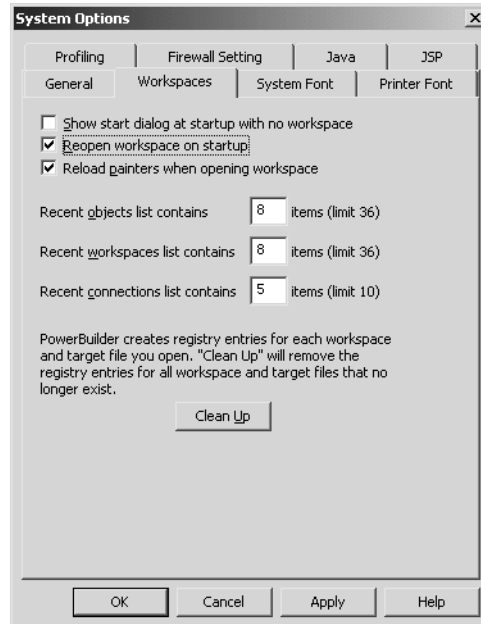 System Options
Profiling Firewall Setting Java JSP
General Workspaces System Font Printer Font
Show start dialog at startup with no workspace
Reopen workspace on startup
Reload painters when opening workspace
Recent objects list contains 8 items (limit 36)
Recent workspaces list contains 8 items (limit 36)
Recent connections list contains 5 items (limit 10)
PowerBuilder creates registry entries for each workspace
and target file you open. "Clean Up" will remove the
registry entries for all workspace and target files that no
longer exist.
Clean Up
OK Cancel Apply Help